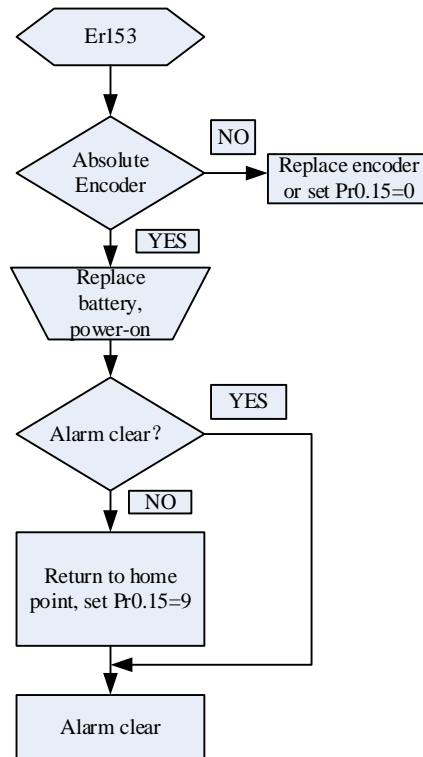 Er153
NO
Absolute
Encoder
Replace encoder
or set Pr0.15=0
YES
Replace
battery,
power-on
YES
Alarm clear?
NO
Return to home
point, set Pr0.15=9
Alarm clear